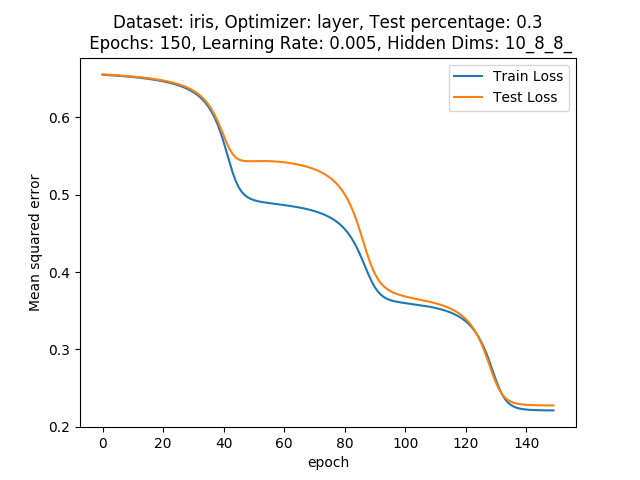 Dataset: iris, Optimizer: layer, Test percentage: 0.3
Epochs: 150, Learning Rate: 0.005, Hidden Dims: 10_8_8_
Train Loss
Test Loss
Mean squared error
0.6
0.5
0.4
0.3
0.2
0 20 40 60 80 100 120 140
epoch